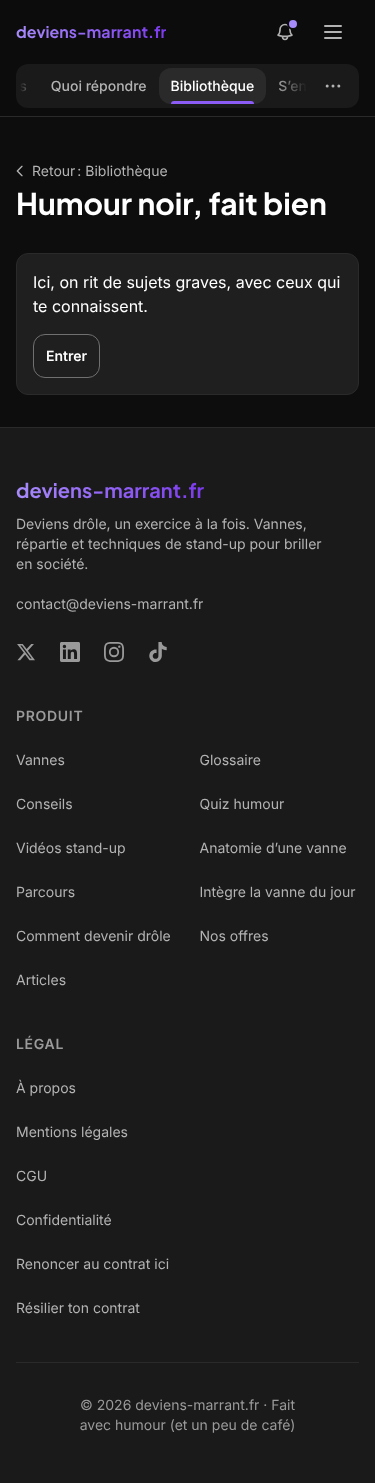 deviens-marrant.fr
Quoi répondre Bibliothèque S'en
Retour : Bibliothèque
Humour noir, fait bien
Ici, on rit de sujets graves, avec ceux qui
te connaissent.
Entrer
deviens-marrant.fr
Deviens drôle, un exercice à la fois. Vannes,
répartie et techniques de stand-up pour briller
en société.
contact@deviens-marrant.fr
PRODUIT
Vannes Glossaire
Conseils Quiz humour
Vidéos stand-up Anatomie d'une vanne
Parcours Intègre la vanne du jour
Comment devenir drôle Nos offres
Articles
LÉGAL
À propos
Mentions légales
CGU
Confidentialité
Renoncer au contrat ici
Résilier ton contrat
© 2026 deviens-marrant.fr · Fait
avec humour (et un peu de café)